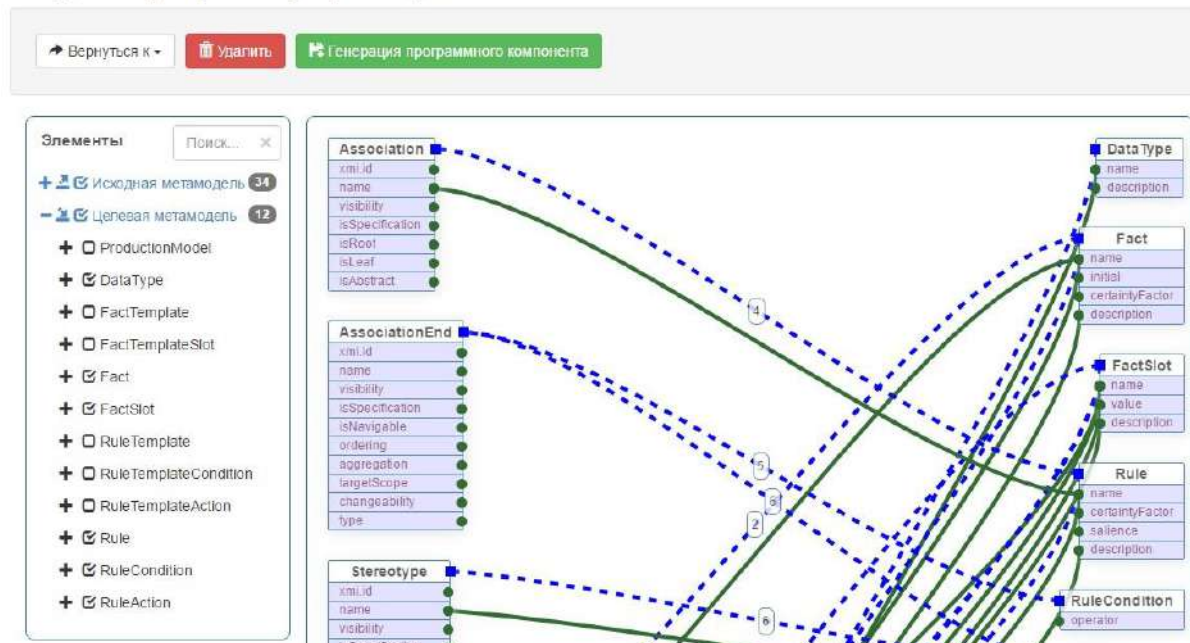 Вернуться к
Удалить
Генерация программного компонента
Элементы
Поиск...
Исходная метамодель 34
Целевая метамодель 12
ProductionModel
DataType
FactTemplate
FactTemplateSlot
Fact
FactSlot
RuleTemplate
RuleTemplateCondition
RuleTemplateAction
Rule
RuleCondition
RuleAction
Association
xmi.id
name
visibility
isSpecification
isRoot
isLeaf
isAbstract
AssociationEnd
xmi.id
name
visibility
isSpecification
isNavigable
ordering
aggregation
targetScope
changeability
type
Stereotype
xmi.id
name
visibility
4
5
6
2
6
DataType
name
description
Fact
name
initial
certaintyFactor
description
FactSlot
name
value
description
Rule
name
certaintyFactor
salience
description
RuleCondition
operator